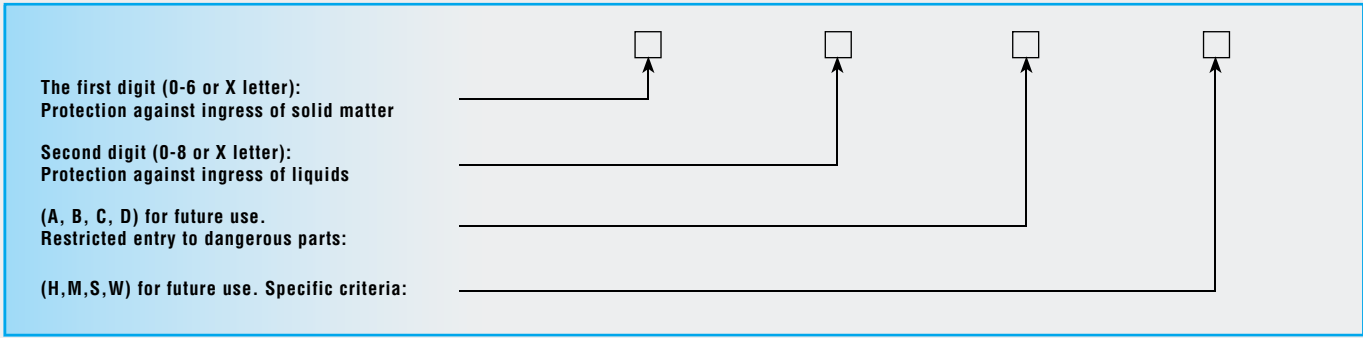 The first digit (0-6 or X letter):
Protection against ingress of solid matter
Second digit (0-8 or X letter):
Protection against ingress of liquids
(A, B, C, D) for future use.
Restricted entry to dangerous parts:
(H,M,S,W) for future use. Specific criteria: